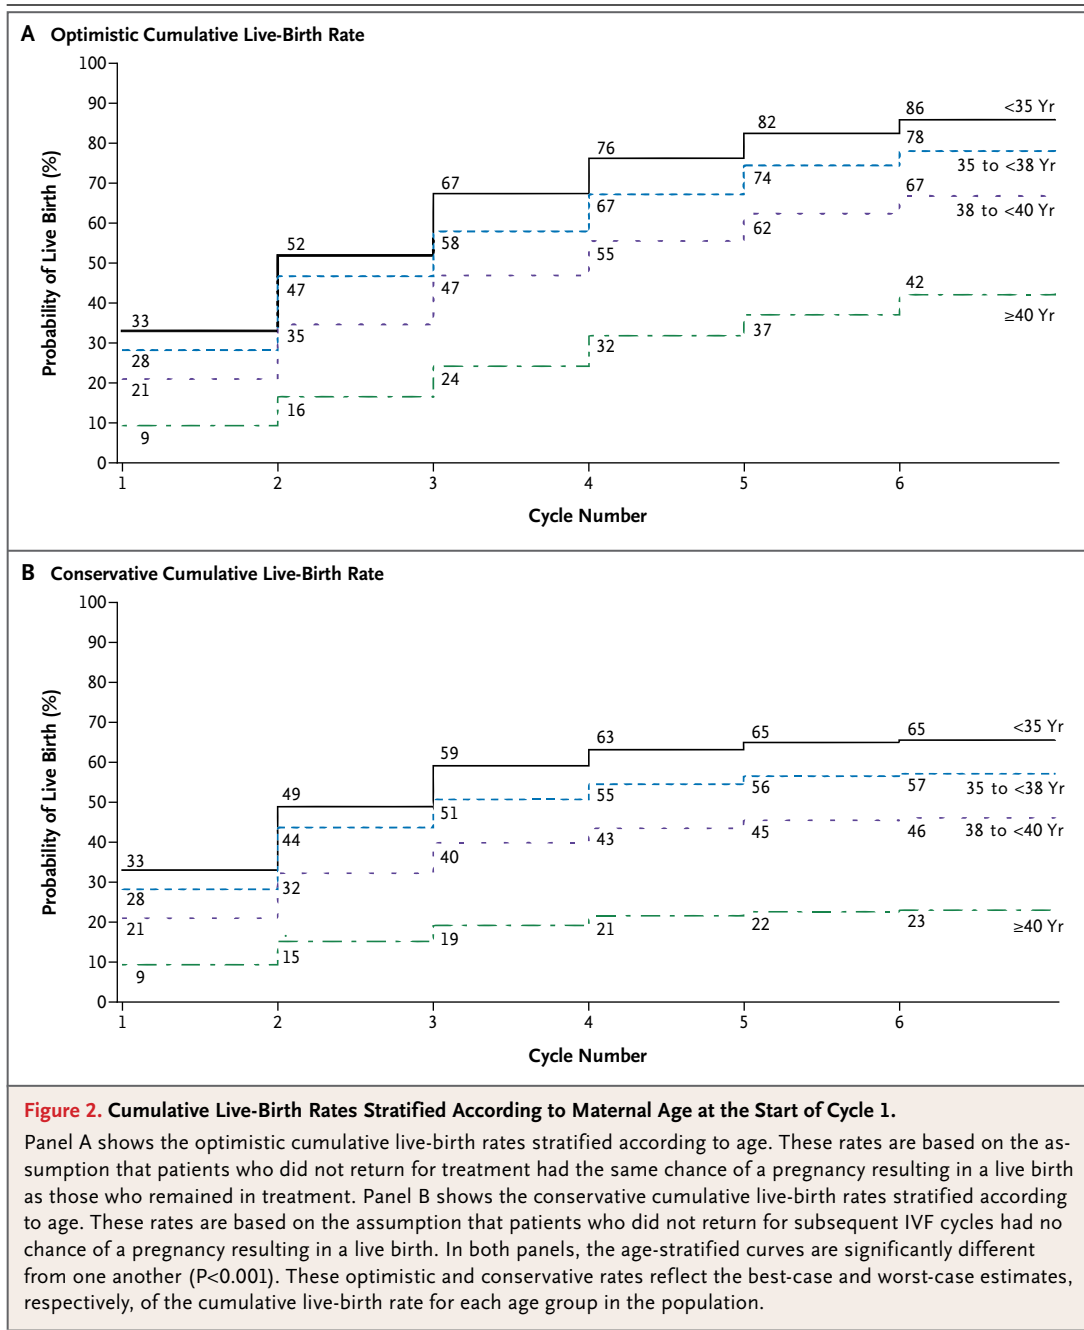 A Optimistic Cumulative Live-Birth Rate
100
90
80
70
60
50
40
30
20
10
0
Probability of Live Birth (%)
33
52
67
76
82
86
<35 Yr
28
47
58
67
74
78
35 to <38 Yr
21
35
47
55
62
67
38 to <40 Yr
9
16
24
32
37
42
≥40 Yr
1 2 3 4 5 6
Cycle Number
B Conservative Cumulative Live-Birth Rate
100
90
80
70
60
50
40
30
20
10
0
Probability of Live Birth (%)
33
49
59
63
65
65
<35 Yr
28
44
51
55
56
57
35 to <38 Yr
21
32
40
43
45
46
38 to <40 Yr
9
15
19
21
22
23
≥40 Yr
1 2 3 4 5 6
Cycle Number
Figure 2. Cumulative Live-Birth Rates Stratified According to Maternal Age at the Start of Cycle 1.
Panel A shows the optimistic cumulative live-birth rates stratified according to age. These rates are based on the as-
sumption that patients who did not return for treatment had the same chance of a pregnancy resulting in a live birth
as those who remained in treatment. Panel B shows the conservative cumulative live-birth rates stratified according
to age. These rates are based on the assumption that patients who did not return for subsequent IVF cycles had no
chance of a pregnancy resulting in a live birth. In both panels, the age-stratified curves are significantly different
from one another (P<0.001). These optimistic and conservative rates reflect the best-case and worst-case estimates,
respectively, of the cumulative live-birth rate for each age group in the population.